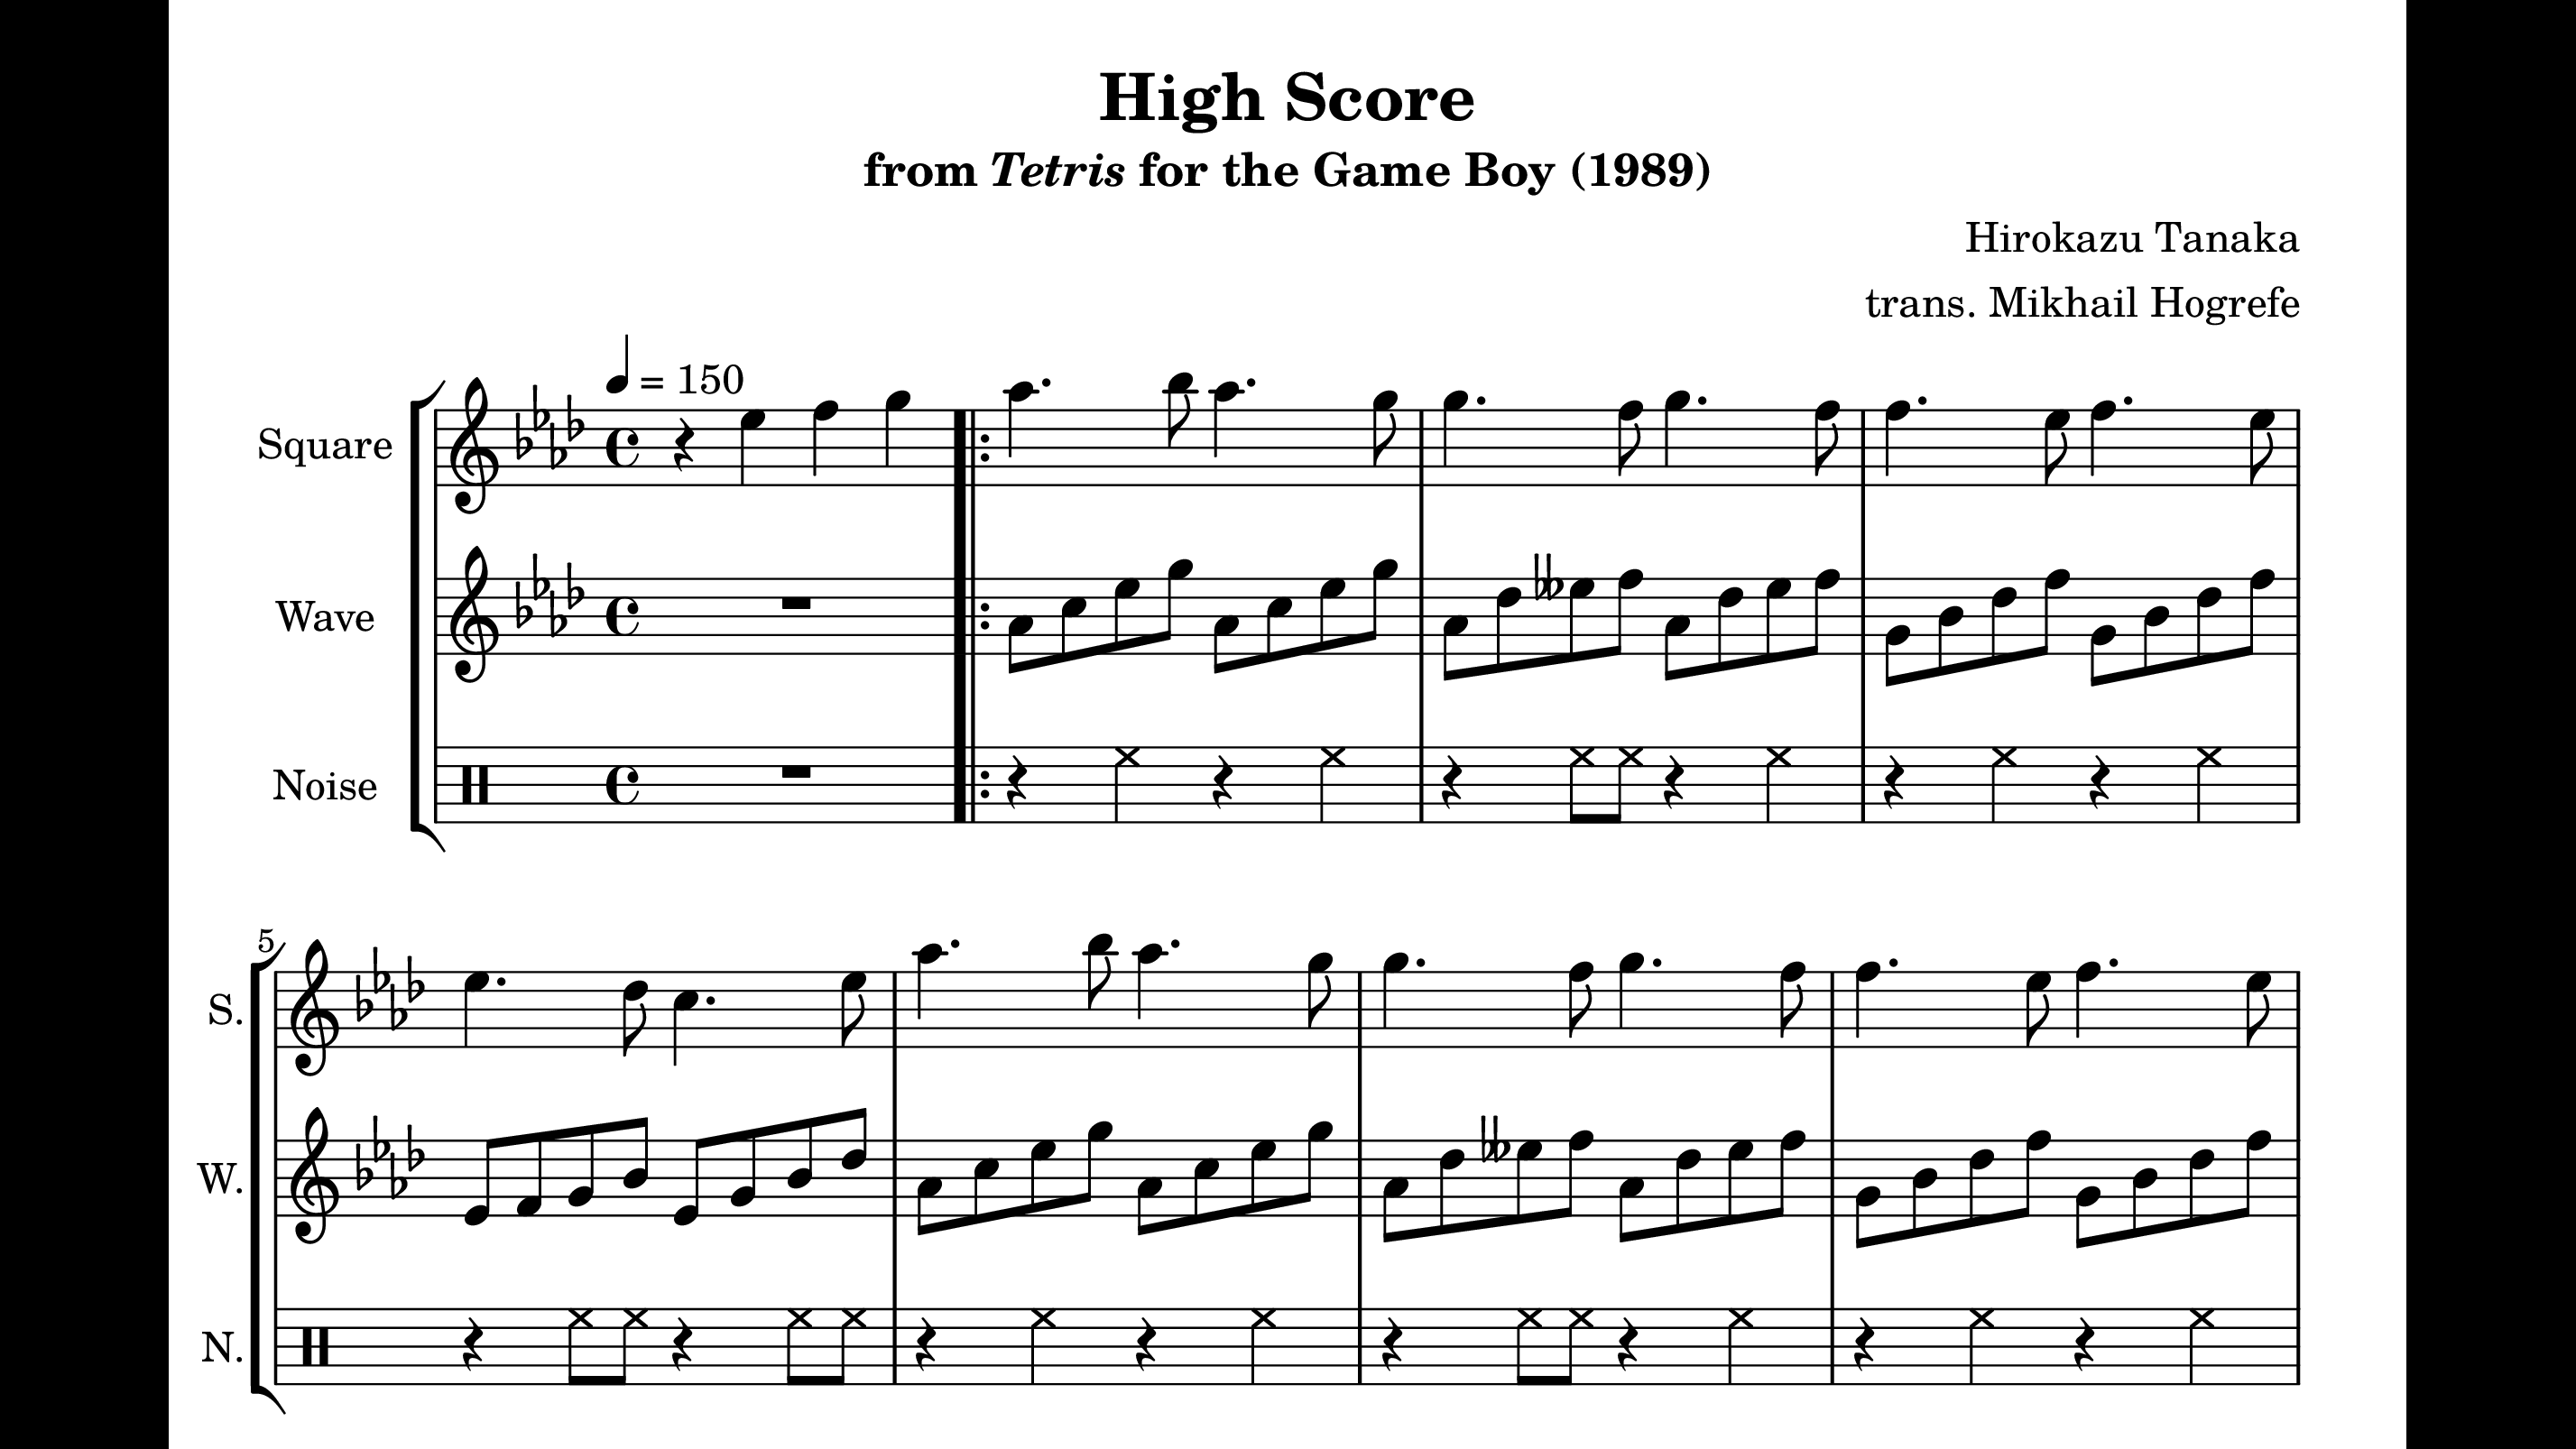 High Score
from Tetris for the Game Boy (1989)
Hirokazu Tanaka
trans. Mikhail Hogrefe
= 150
Square
Wave
Noise
5
S.
W.
N.